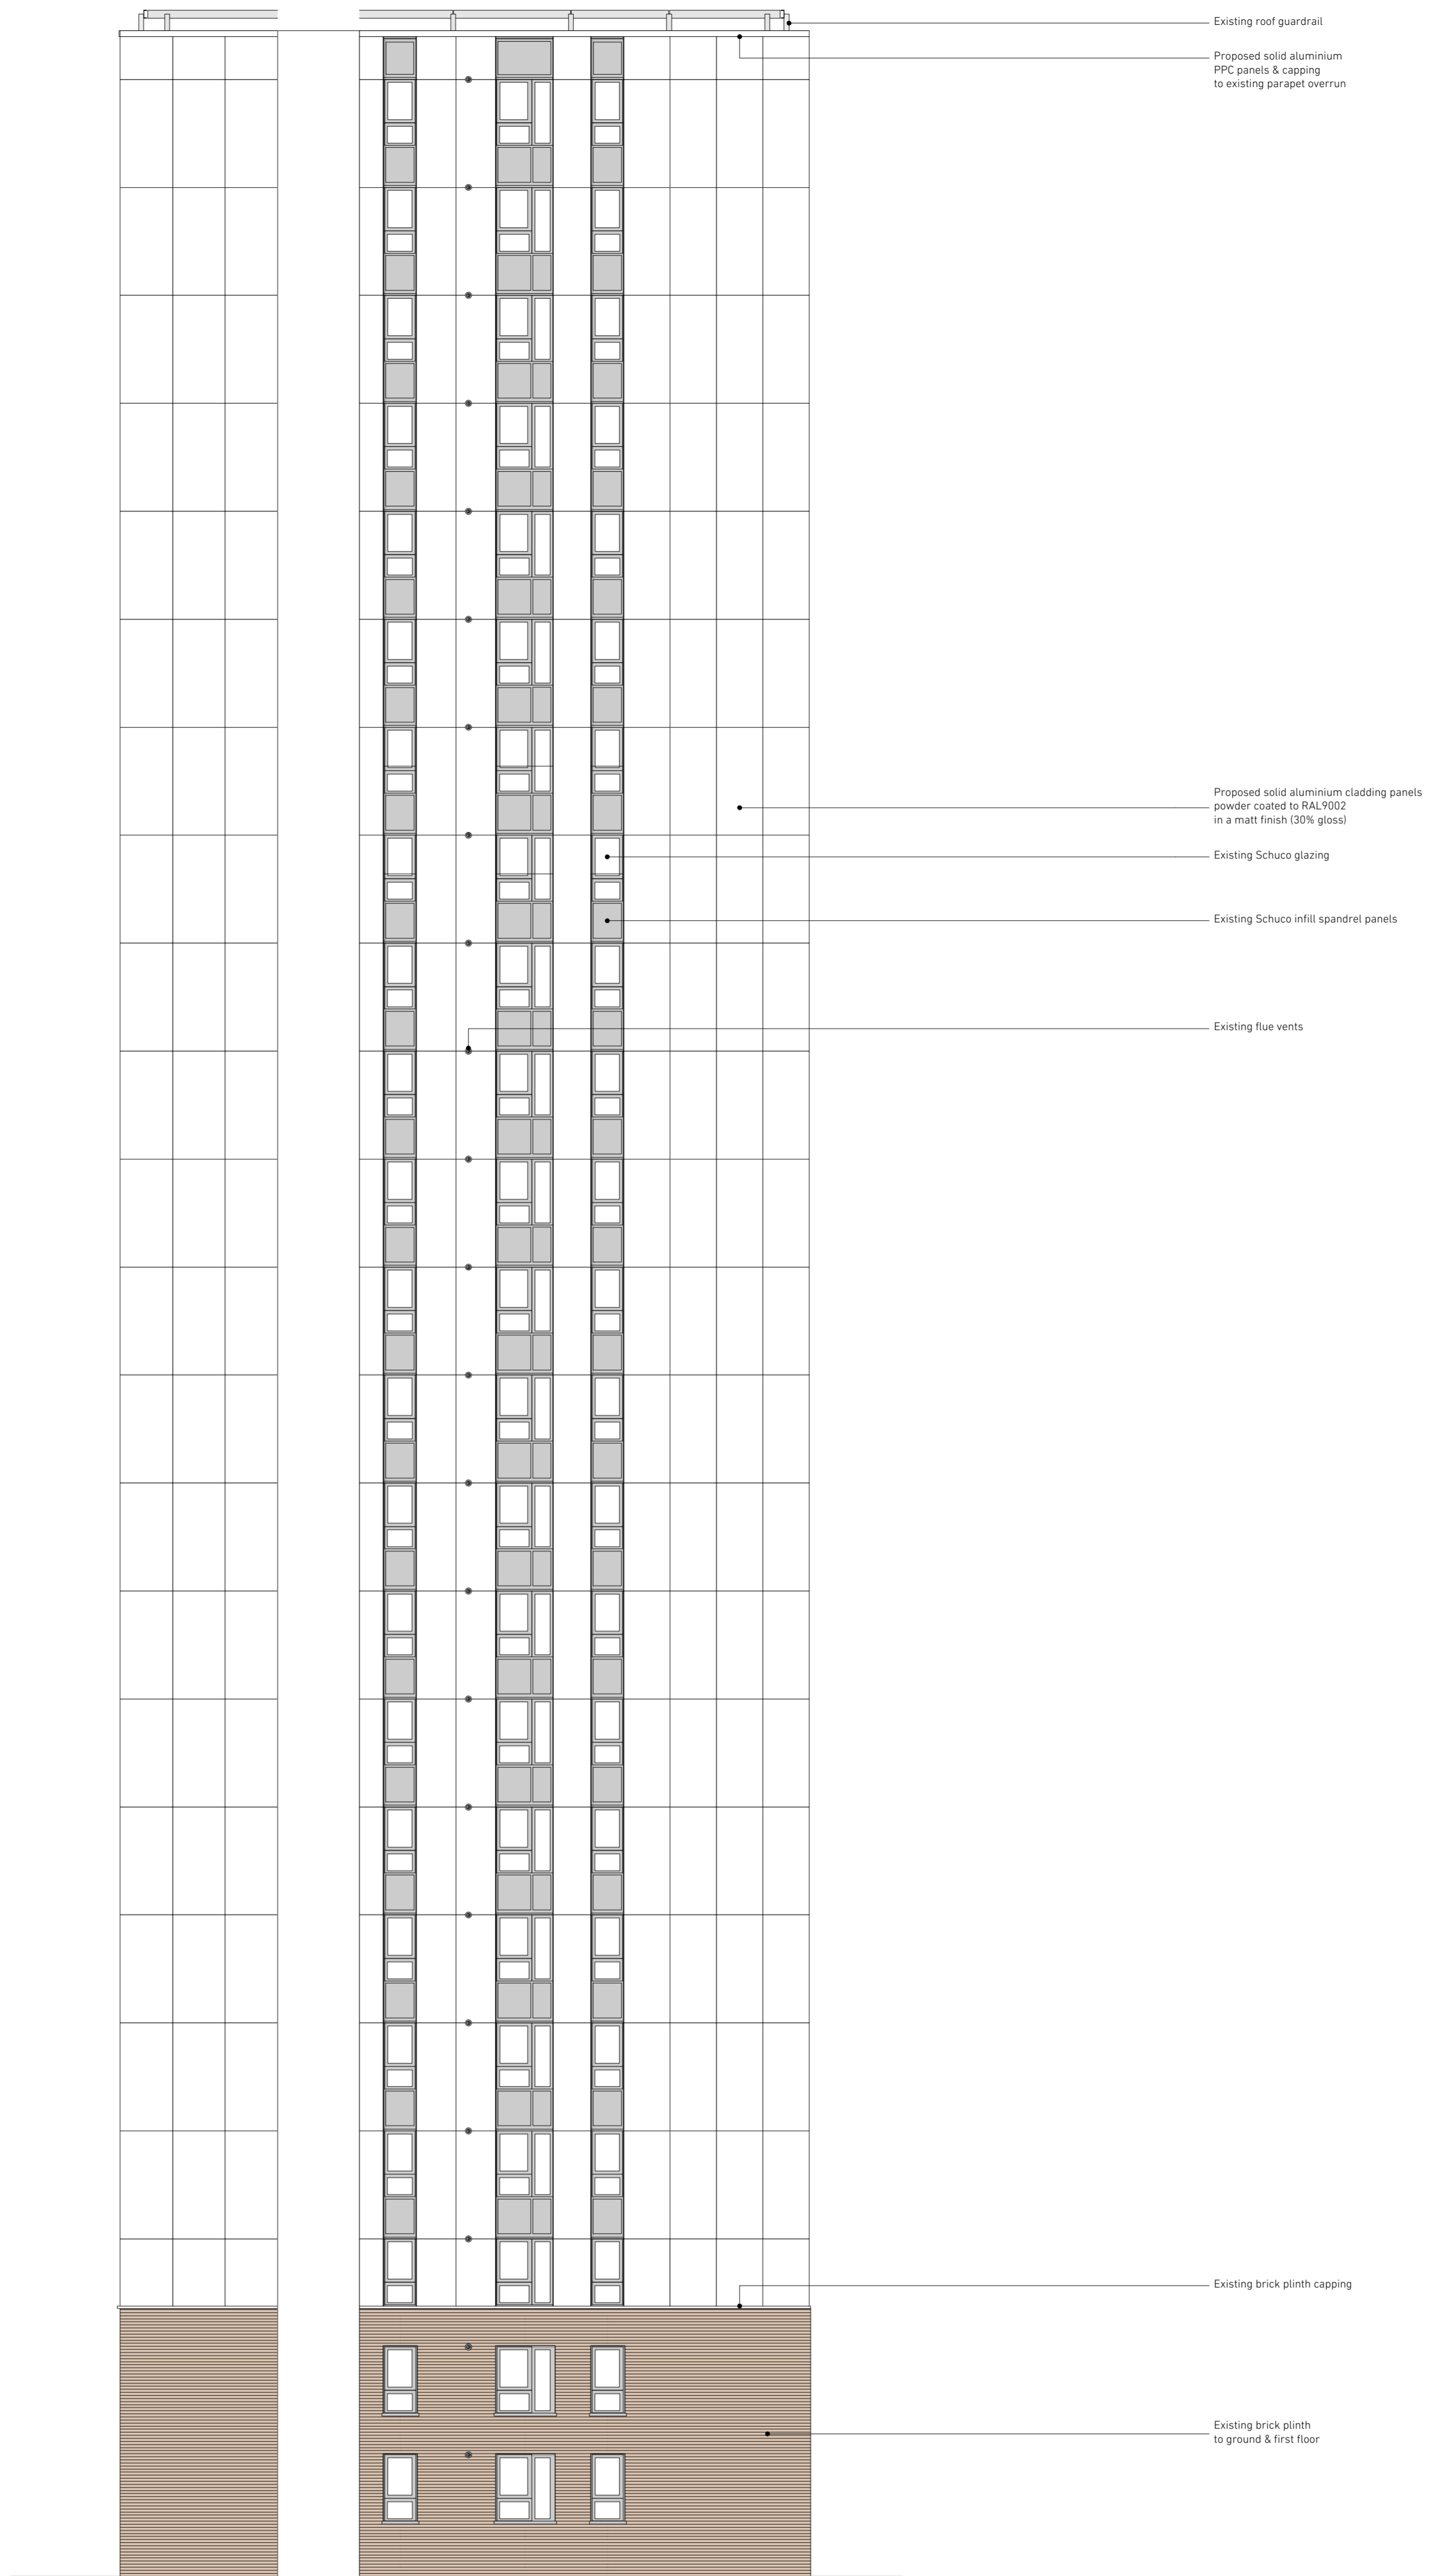 Existing roof guardrail
Proposed solid aluminium
PPC panels & capping
to existing parapet overrun
Proposed solid aluminium cladding panels
powder coated to RAL9002
in a matt finish (30% gloss)
Existing Schuco glazing
Existing Schuco infill spandrel panels
Existing flue vents
Existing brick plinth capping
Existing brick plinth
to ground & first floor